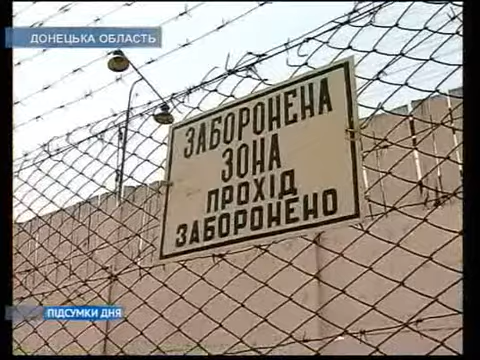 ДОНЕЦЬКА ОБЛАСТЬ
ЗАБОРОНЕНА
ЗОНА
ПРОХІД
ЗАБОРОНЕНО
ПІДСУМКИ ДНЯ